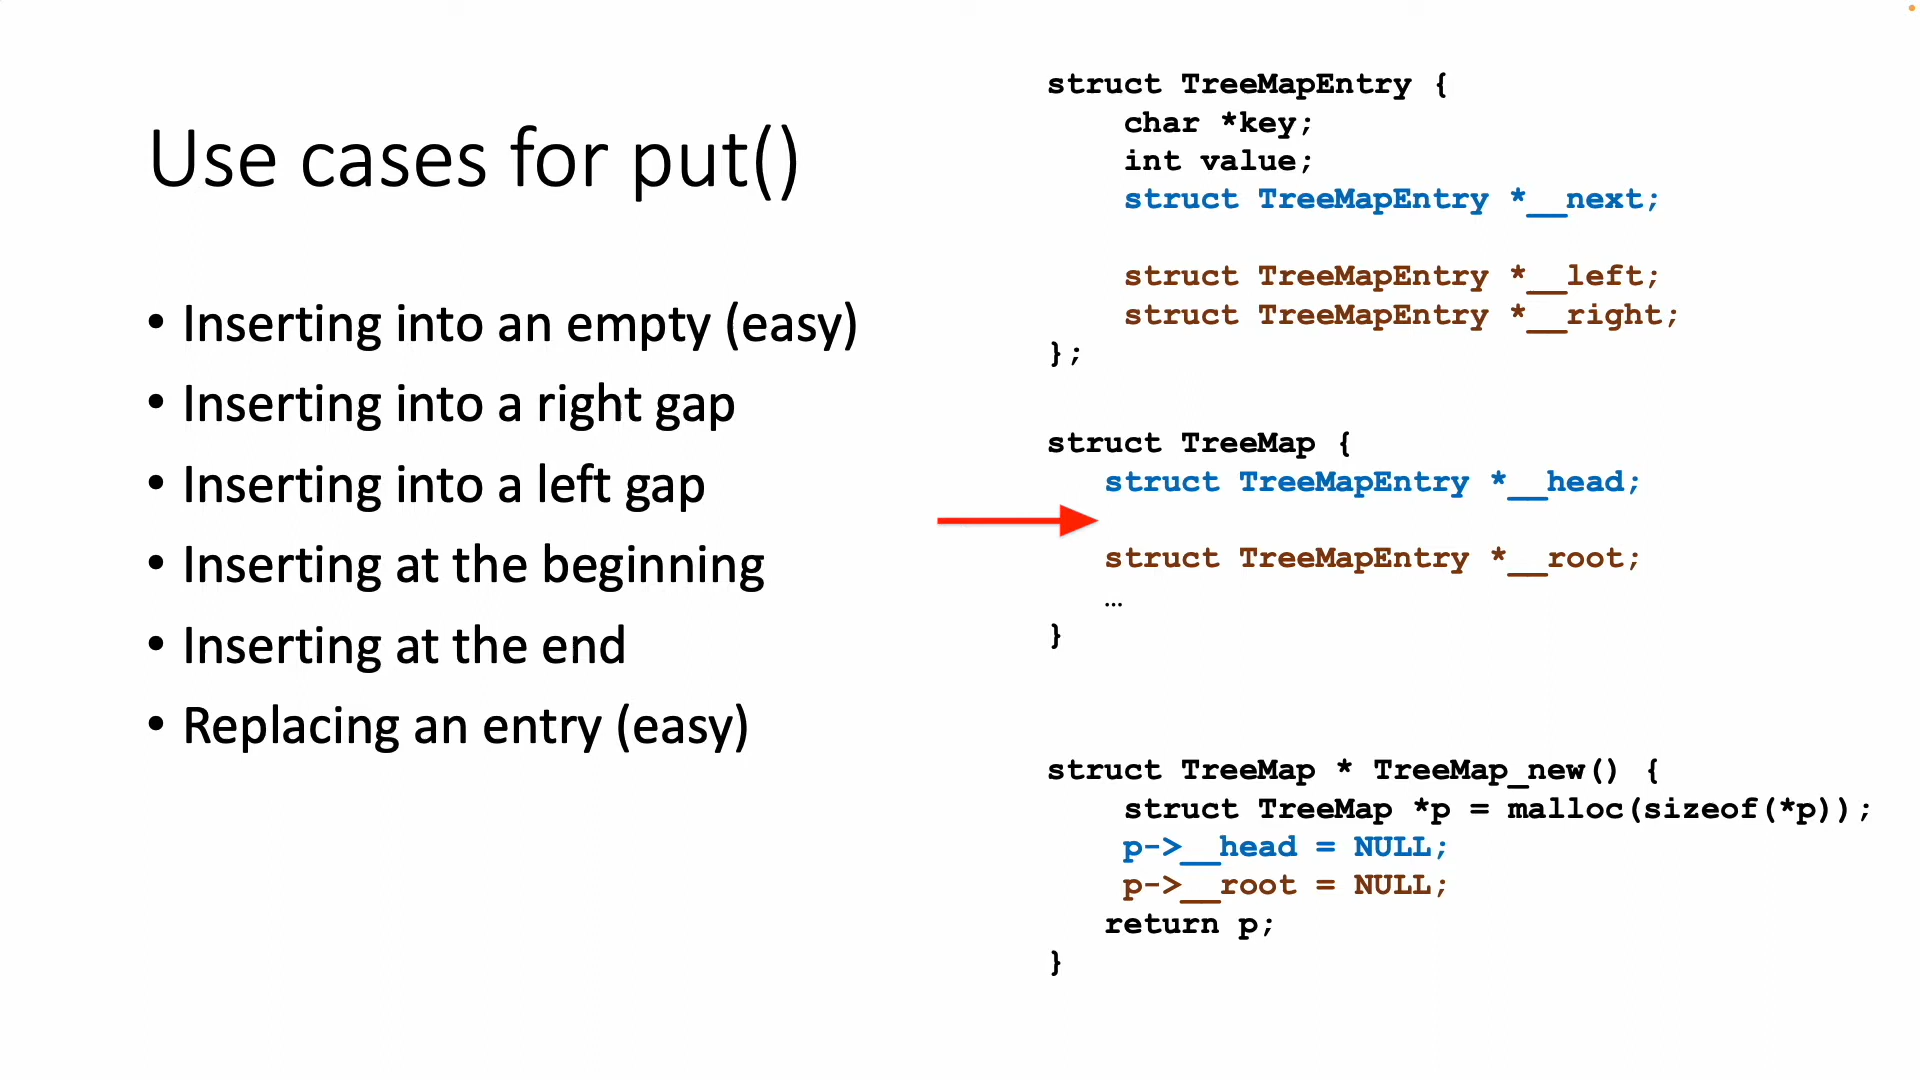 Use cases for put()
• Inserting into an empty (easy)
• Inserting into a right gap
• Inserting into a left gap
• Inserting at the beginning
• Inserting at the end
• Replacing an entry (easy)
struct TreeMapEntry {
    char *key;
    int value;
    struct TreeMapEntry *__next;
    struct TreeMapEntry *__left;
    struct TreeMapEntry *__right;
};
struct TreeMap {
   struct TreeMapEntry *__head;
   struct TreeMapEntry *__root;
   …
}
struct TreeMap * TreeMap_new() {
    struct TreeMap *p = malloc(sizeof(*p));
    p->__head = NULL;
    p->__root = NULL;
   return p;
}